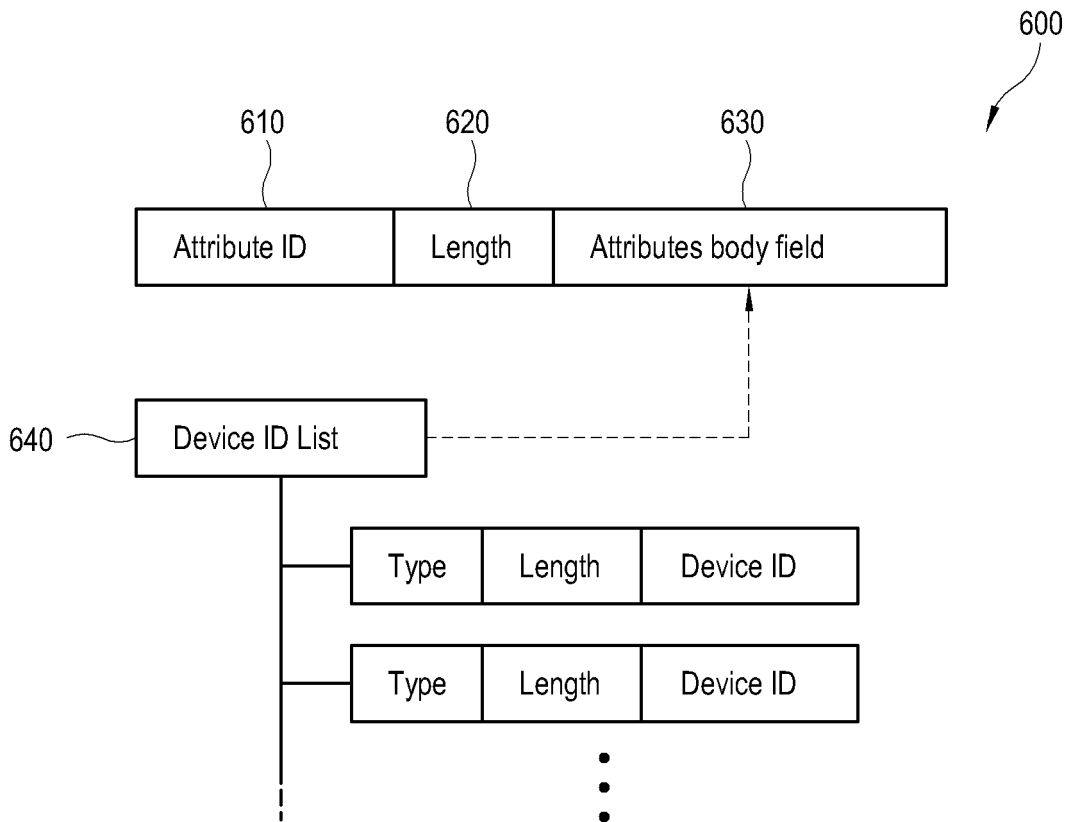 600
610 620 630
Attribute ID Length Attributes body field
640 Device ID List
Type Length Device ID
Type Length Device ID